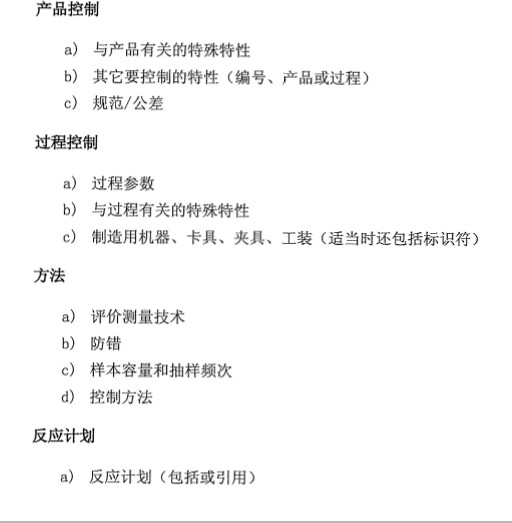 产品控制
a) 与产品有关的特殊特性
b) 其它要控制的特性（编号、产品或过程）
c) 规范/公差
过程控制
a) 过程参数
b) 与过程有关的特殊特性
c) 制造用机器、卡具、夹具、工装（适当时还包括标识符）
方法
a) 评价测量技术
b) 防错
c) 样本容量和抽样频次
d) 控制方法
反应计划
a) 反应计划（包括或引用）